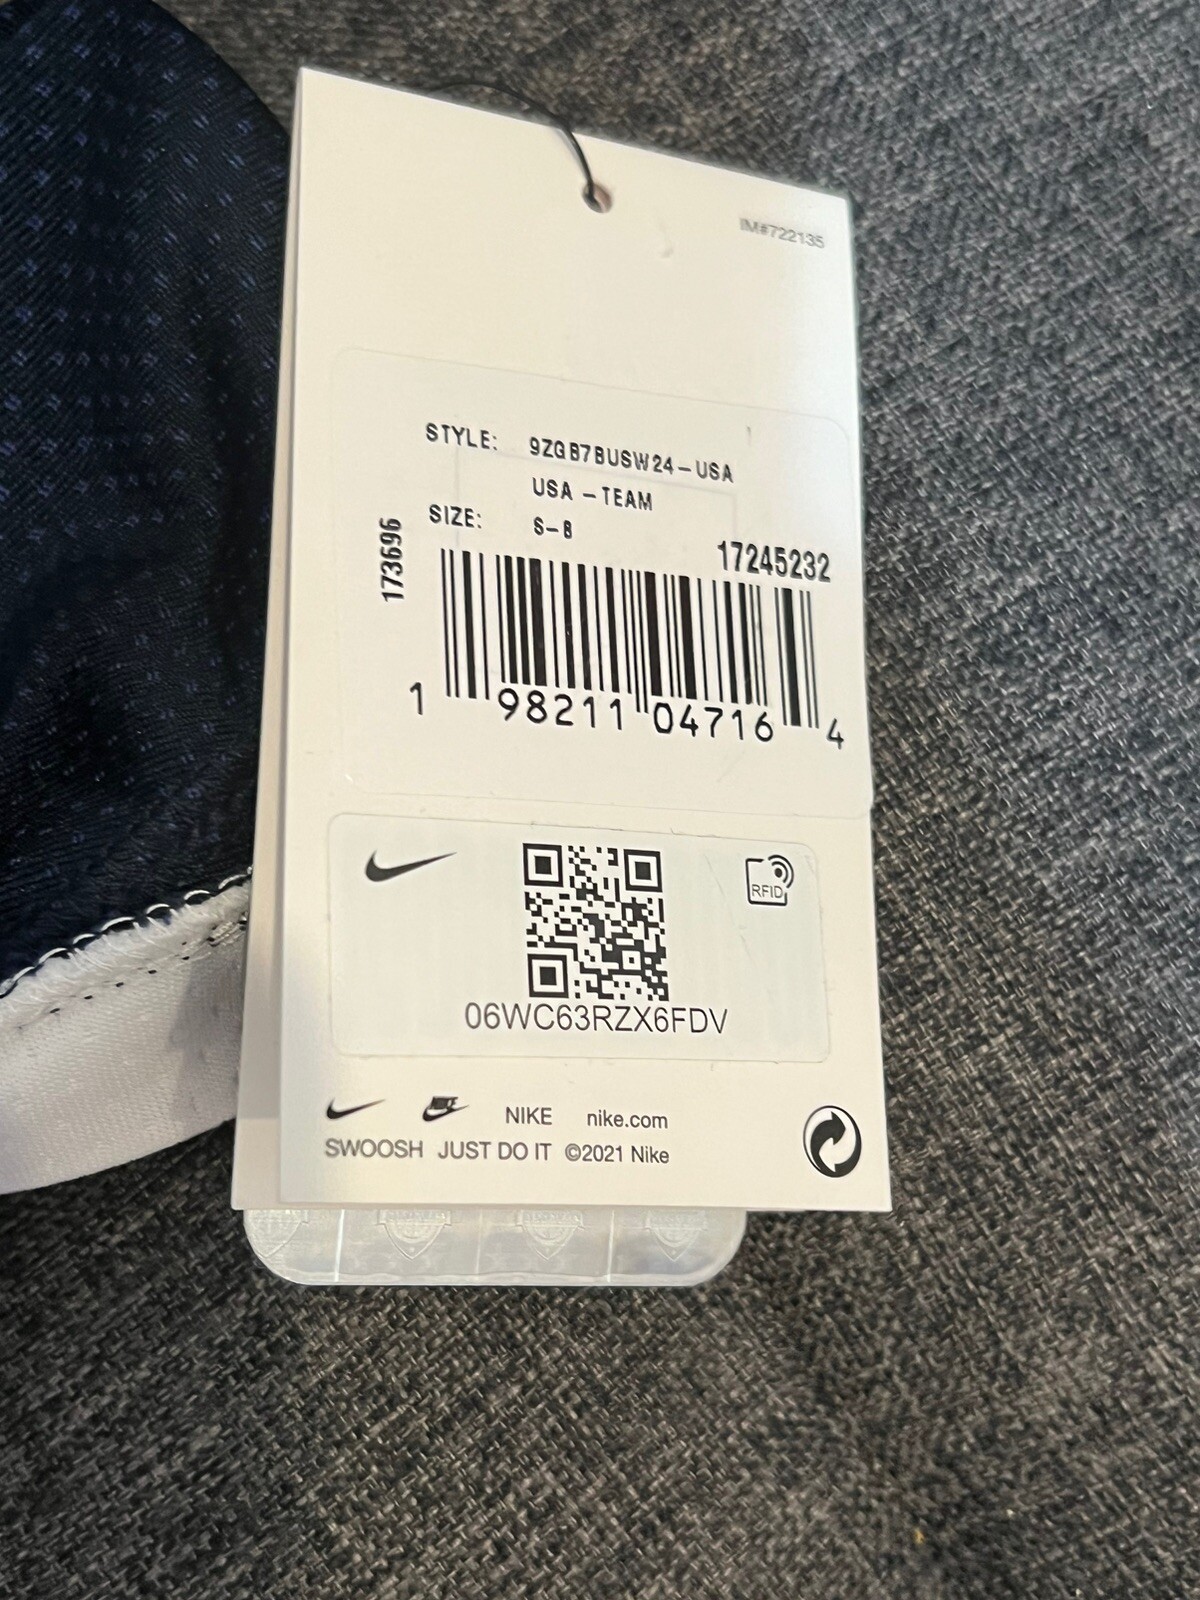 IM#722135
STYLE: 9ZGB7BUSW24-USA
USA -TEAM
SIZE: S-8
173696
17245232
1 98211 04716 4
RFID
06WC63RZX6FDV
NIKE nike.com
SWOOSH JUST DO IT ©2021 Nike